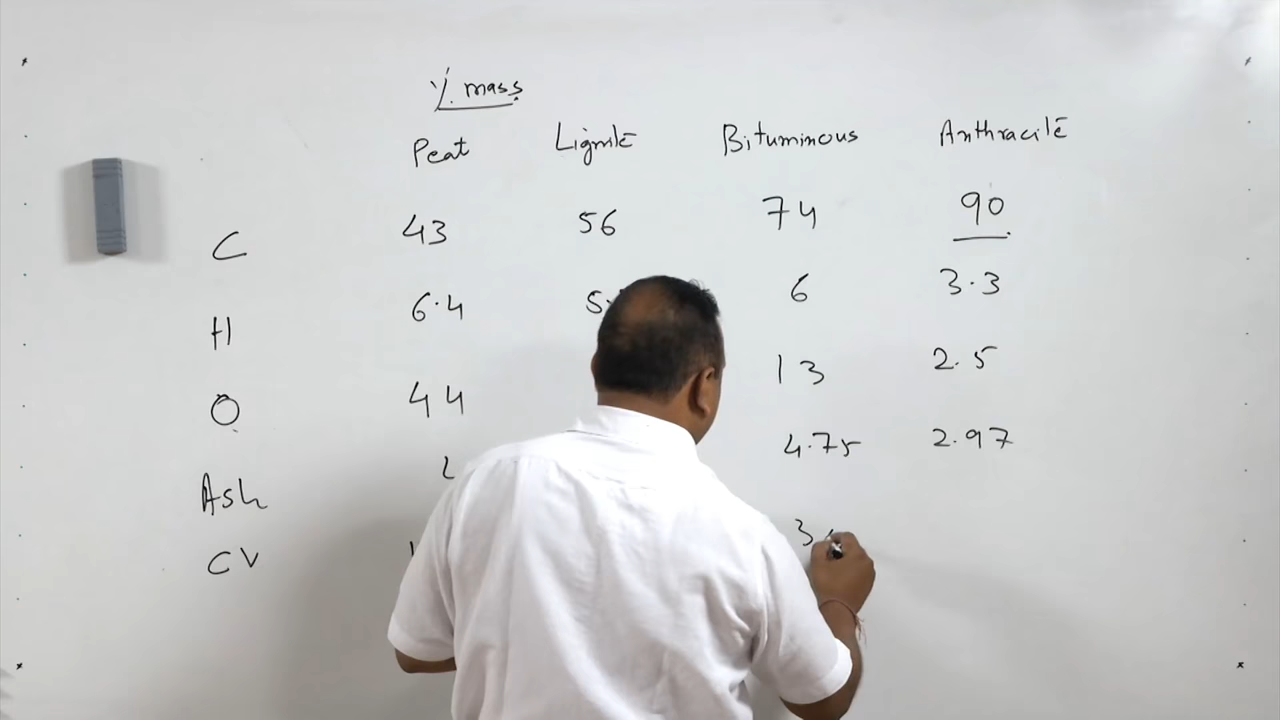 % mass
Peat Lignite Bituminous Anthracite
C 43 56 74 90
H 6.4 6 3.3
O 44 13 2.5
Ash 4.75 2.97
CV